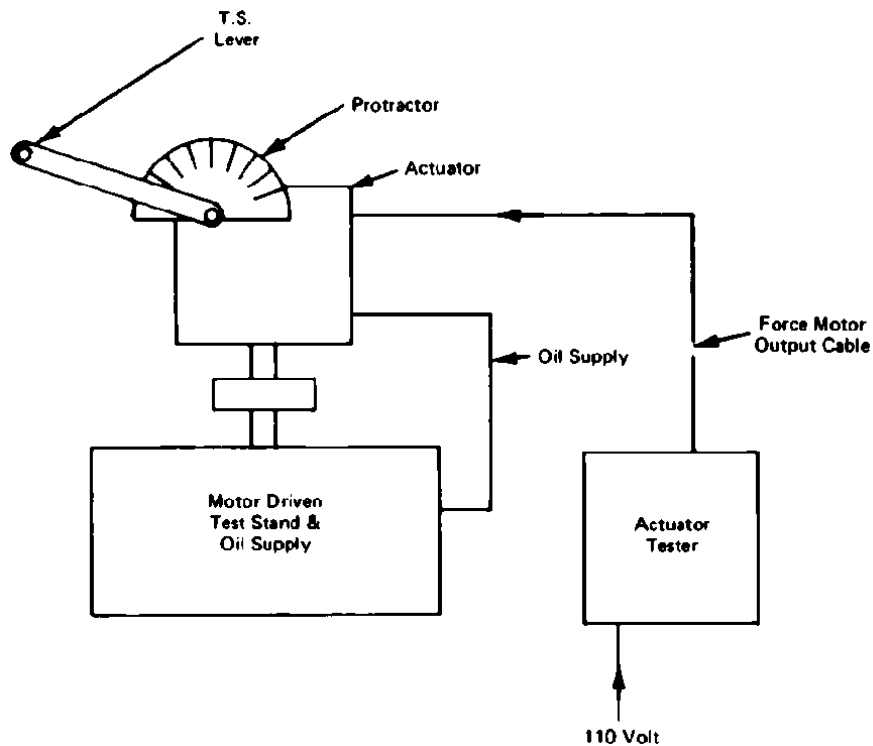 T.S.
Lever
Protractor
Actuator
Force Motor
Output Cable
Oil Supply
Motor Driven
Test Stand &
Oil Supply
Actuator
Tester
110 Volt